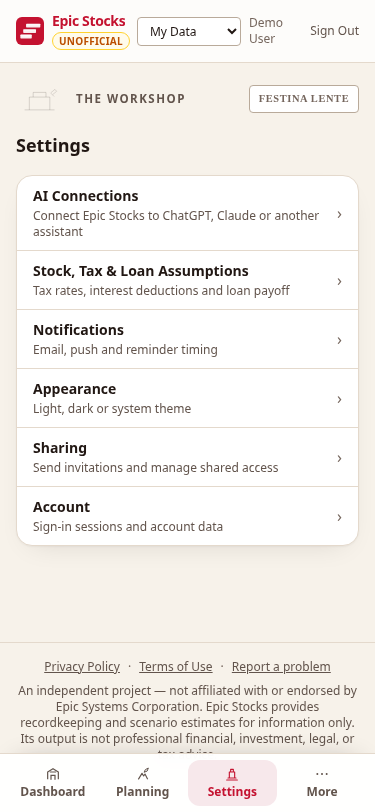 Epic Stocks
UNOFFICIAL
My Data
Demo
User
Sign Out
THE WORKSHOP
FESTINA LENTE
Settings
AI Connections
Connect Epic Stocks to ChatGPT, Claude or another
assistant
Stock, Tax & Loan Assumptions
Tax rates, interest deductions and loan payoff
Notifications
Email, push and reminder timing
Appearance
Light, dark or system theme
Sharing
Send invitations and manage shared access
Account
Sign-in sessions and account data
Privacy Policy · Terms of Use · Report a problem
An independent project — not affiliated with or endorsed by
Epic Systems Corporation. Epic Stocks provides
recordkeeping and scenario estimates for information only.
Its output is not professional financial, investment, legal, or
Dashboard
Planning
Settings
More